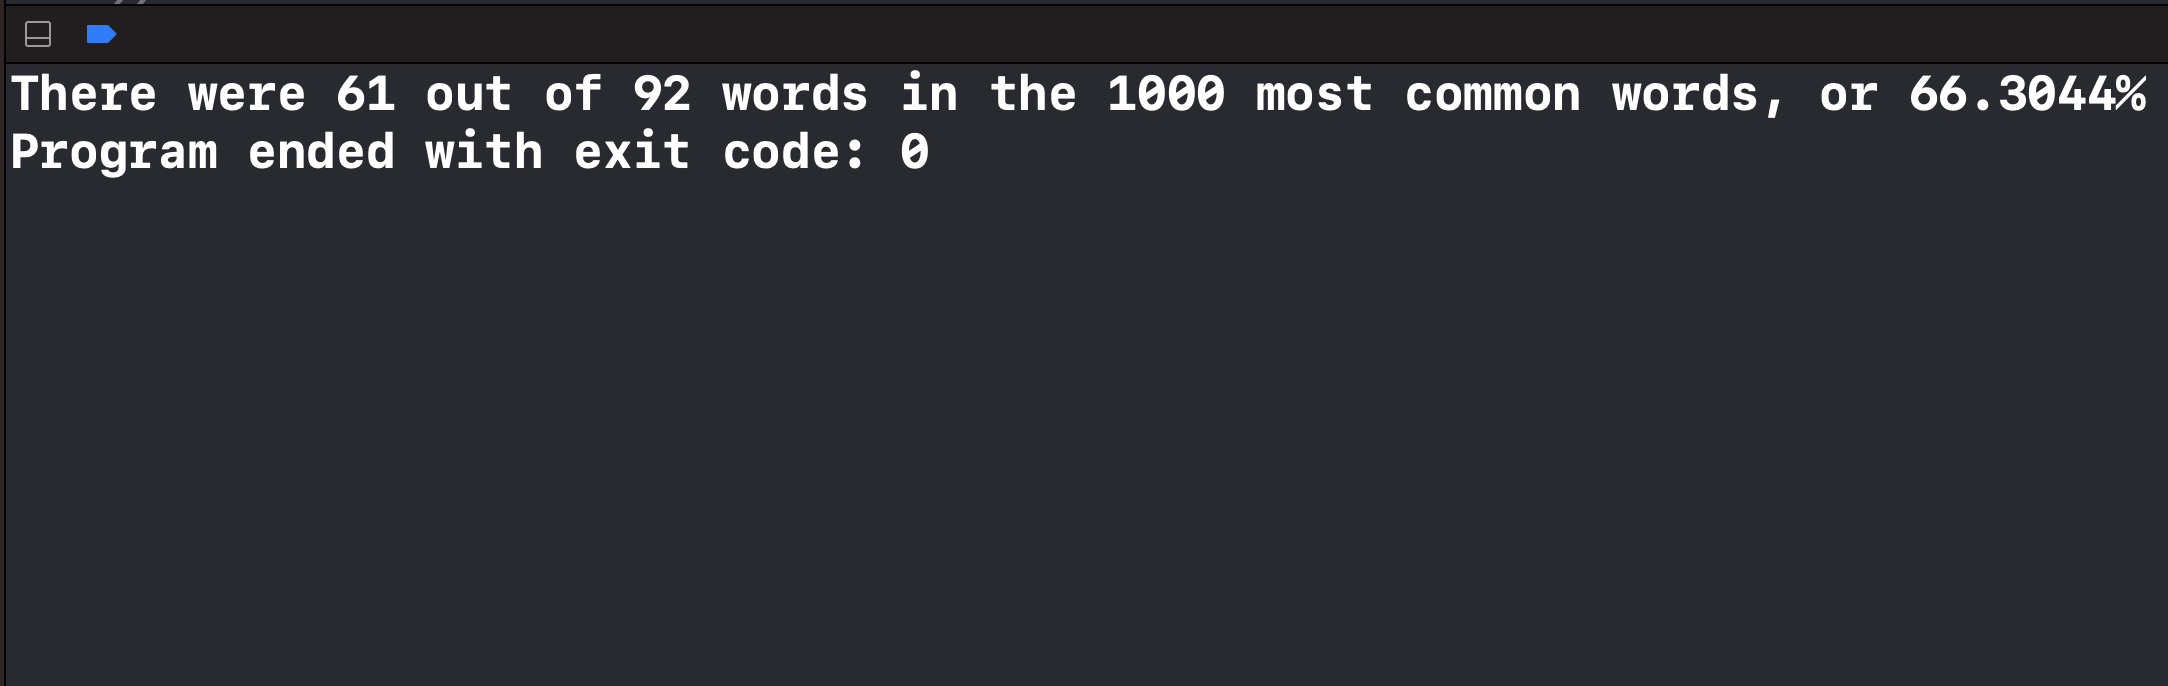 There were 61 out of 92 words in the 1000 most common words, or 66.3044%
Program ended with exit code: 0